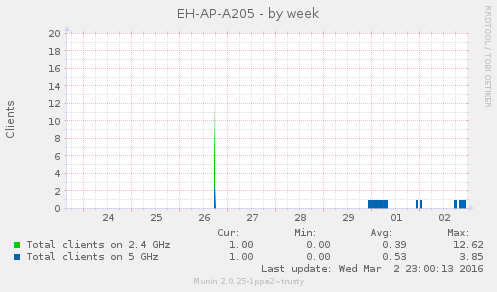 EH-AP-A205 - by week
RRDTOOL / TOBI OETIKER
Clients
20
18
16
14
12
10
8
6
4
2
0
24 25 26 27 28 29 01 02
Cur: Min: Avg: Max:
Total clients on 2.4 GHz 1.00 0.00 0.39 12.62
Total clients on 5 GHz 1.00 0.00 0.53 3.85
Last update: Wed Mar 2 23:00:13 2016
Munin 2.0.25-1ppa2~trusty